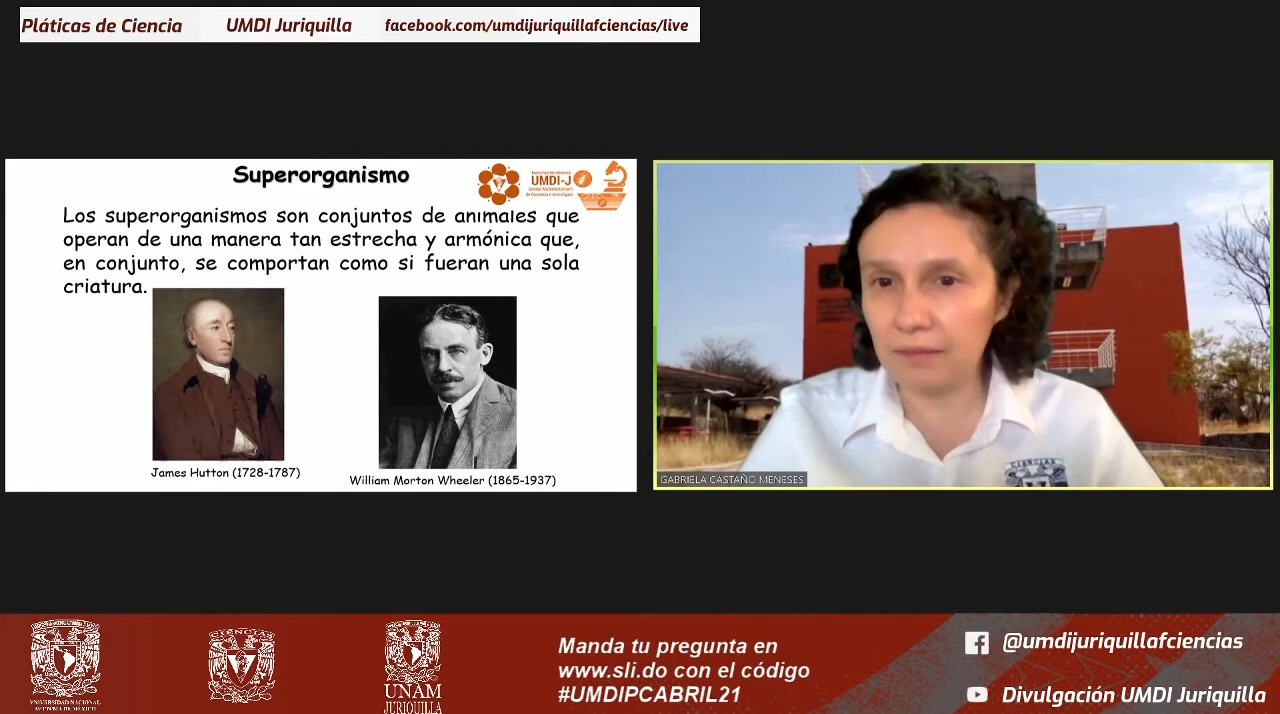 Pláticas de Ciencia UMDI Juriquilla facebook.com/umdijuriquillafciencias/live
Superorganismo
UMDI-J
Los superorganismos son conjuntos de animales que
operan de una manera tan estrecha y armónica que,
en conjunto, se comportan como si fueran una sola
criatura.
James Hutton (1728-1787)
William Morton Wheeler (1865-1937)
CIENCIAS
GABRIELA CASTAÑO MENESES
CIENCIAS
UNAM
JURIQUILLA
Manda tu pregunta en
www.sli.do con el código
#UMDIPCABRIL21
@umdijuriquillafciencias
Divulgación UMDI Juriquilla